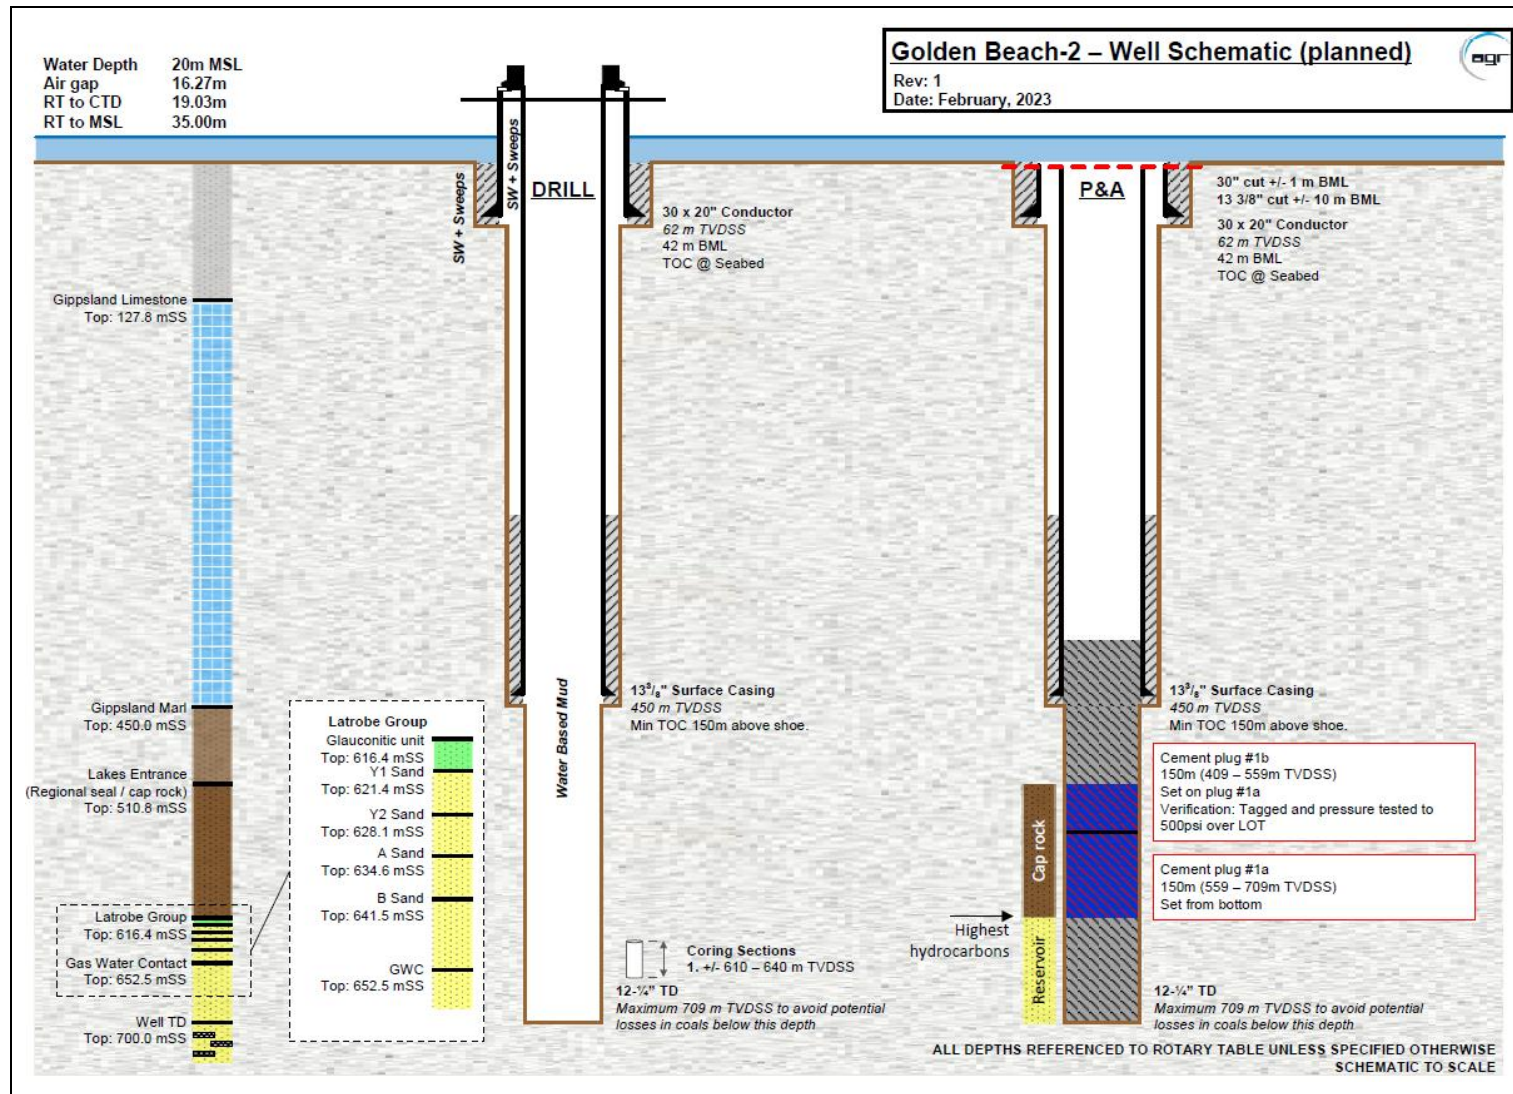 Water Depth 20m MSL
Air gap 16.27m
RT to CTD 19.03m
RT to MSL 35.00m
Golden Beach-2 – Well Schematic (planned)
Rev: 1
Date: February, 2023
agr
SW + Sweeps
SW + Sweeps
DRILL
30 x 20" Conductor
62 m TVDSS
42 m BML
TOC @ Seabed
P&A
30" cut +/- 1 m BML
13 3/8" cut +/- 10 m BML
30 x 20" Conductor
62 m TVDSS
42 m BML
TOC @ Seabed
Gippsland Limestone
Top: 127.8 mSS
Gippsland Marl
Top: 450.0 mSS
Lakes Entrance
(Regional seal / cap rock)
Top: 510.8 mSS
Latrobe Group
Top: 616.4 mSS
Gas Water Contact
Top: 652.5 mSS
Well TD
Top: 700.0 mSS
Latrobe Group
Glauconitic unit
Top: 616.4 mSS
Y1 Sand
Top: 621.4 mSS
Y2 Sand
Top: 628.1 mSS
A Sand
Top: 634.6 mSS
B Sand
Top: 641.5 mSS
GWC
Top: 652.5 mSS
Water Based Mud
13³/₈" Surface Casing
450 m TVDSS
Min TOC 150m above shoe.
Coring Sections
1. +/- 610 – 640 m TVDSS
12-¼" TD
Maximum 709 m TVDSS to avoid potential
losses in coals below this depth
13³/₈" Surface Casing
450 m TVDSS
Min TOC 150m above shoe.
Cement plug #1b
150m (409 – 559m TVDSS)
Set on plug #1a
Verification: Tagged and pressure tested to
500psi over LOT
Cement plug #1a
150m (559 – 709m TVDSS)
Set from bottom
Cap rock
Highest
hydrocarbons
Reservoir
12-¼" TD
Maximum 709 m TVDSS to avoid potential
losses in coals below this depth
ALL DEPTHS REFERENCED TO ROTARY TABLE UNLESS SPECIFIED OTHERWISE
SCHEMATIC TO SCALE